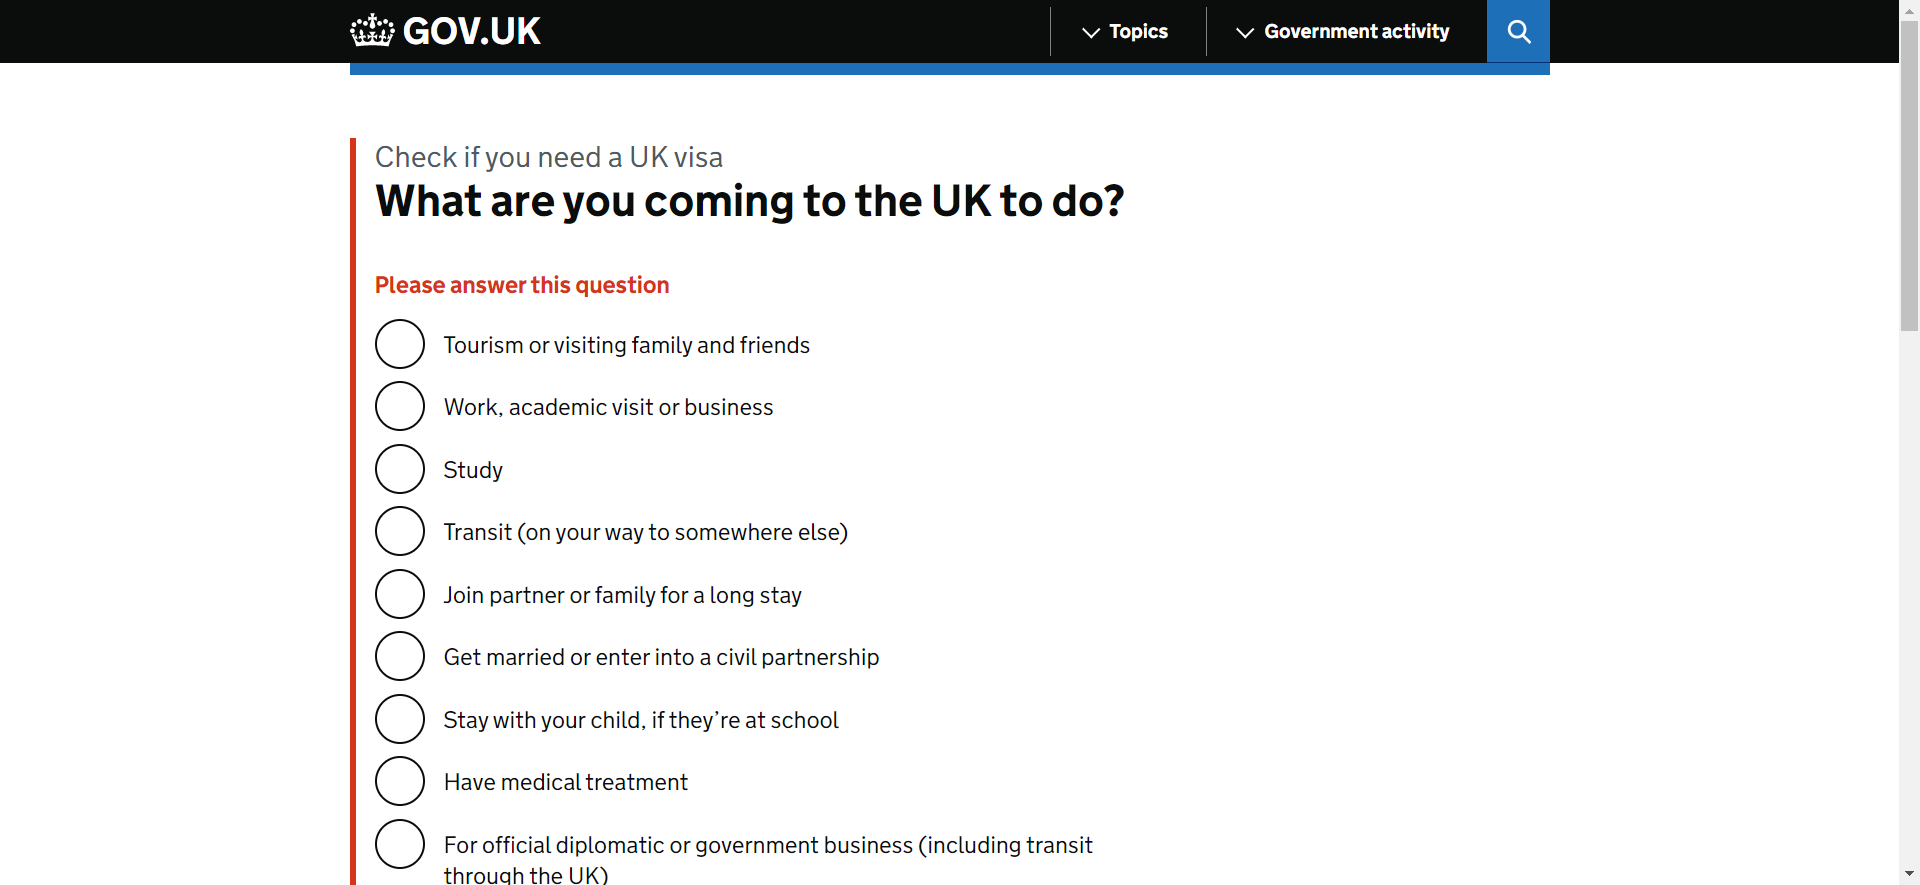 GOV.UK
Topics
Government activity
Check if you need a UK visa
What are you coming to the UK to do?
Please answer this question
Tourism or visiting family and friends
Work, academic visit or business
Study
Transit (on your way to somewhere else)
Join partner or family for a long stay
Get married or enter into a civil partnership
Stay with your child, if they’re at school
Have medical treatment
For official diplomatic or government business (including transit
through the UK)